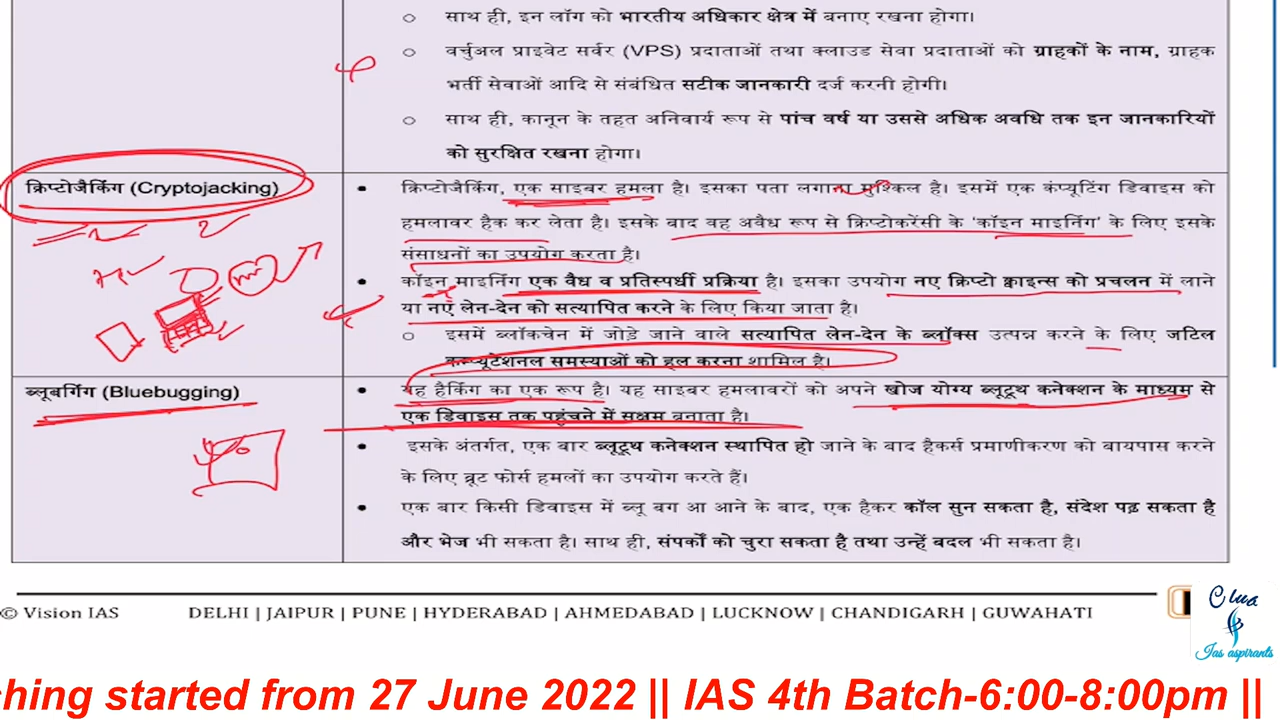 ○ साथ ही, इन लॉग को भारतीय अधिकार क्षेत्र में बनाए रखना होगा।
○ वर्चुअल प्राइवेट सर्वर (VPS) प्रदाताओं तथा क्लाउड सेवा प्रदाताओं को ग्राहकों के नाम, ग्राहक
भर्ती सेवाओं आदि से संबंधित सटीक जानकारी दर्ज करनी होगी।
○ साथ ही, कानून के तहत अनिवार्य रूप से पांच वर्ष या उससे अधिक अवधि तक इन जानकारियों
को सुरक्षित रखना होगा।
क्रिप्टोजैकिंग (Cryptojacking)
• क्रिप्टोजैकिंग, एक साइबर हमला है। इसका पता लगाना मुश्किल है। इसमें एक कंप्यूटिंग डिवाइस को
हमलावर हैक कर लेता है। इसके बाद वह अवैध रूप से क्रिप्टोकरेंसी के 'कॉइन माइनिंग' के लिए इसके
संसाधनों का उपयोग करता है।
• कॉइन माइनिंग एक वैध व प्रतिस्पर्धी प्रक्रिया है। इसका उपयोग नए क्रिप्टो क्वाइन्स को प्रचलन में लाने
या नए लेन-देन को सत्यापित करने के लिए किया जाता है।
○ इसमें ब्लॉकचेन में जोड़े जाने वाले सत्यापित लेन-देन के ब्लॉक्स उत्पन्न करने के लिए जटिल
कम्प्यूटेशनल समस्याओं को हल करना शामिल है।
ब्लूबगिंग (Bluebugging)
• यह हैकिंग का एक रूप है। यह साइबर हमलावरों को अपने खोज योग्य ब्लूटूथ कनेक्शन के माध्यम से
एक डिवाइस तक पहुंचने में सक्षम बनाता है।
• इसके अंतर्गत, एक बार ब्लूटूथ कनेक्शन स्थापित हो जाने के बाद हैकर्स प्रमाणीकरण को बायपास करने
के लिए ब्रूट फोर्स हमलों का उपयोग करते हैं।
• एक बार किसी डिवाइस में ब्लू बग आ आने के बाद, एक हैकर कॉल सुन सकता है, संदेश पढ़ सकता है
और भेज भी सकता है। साथ ही, संपर्कों को चुरा सकता है तथा उन्हें बदल भी सकता है।
© Vision IAS DELHI | JAIPUR | PUNE | HYDERABAD | AHMEDABAD | LUCKNOW | CHANDIGARH | GUWAHATI
Ias aspirants
ching started from 27 June 2022 || IAS 4th Batch-6:00-8:00pm ||